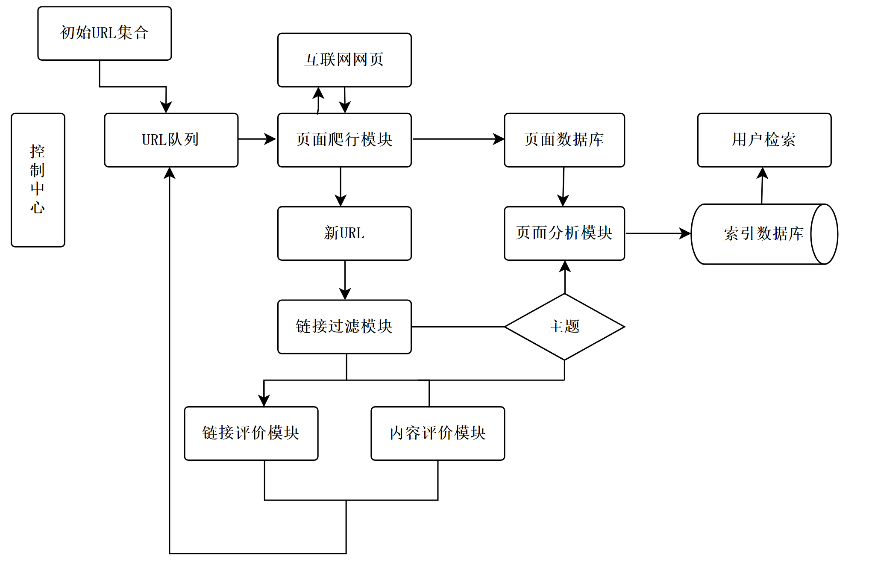 初始URL集合
互联网网页
控制中心
URL队列
页面爬行模块
页面数据库
用户检索
新URL
页面分析模块
索引数据库
链接过滤模块
主题
链接评价模块
内容评价模块